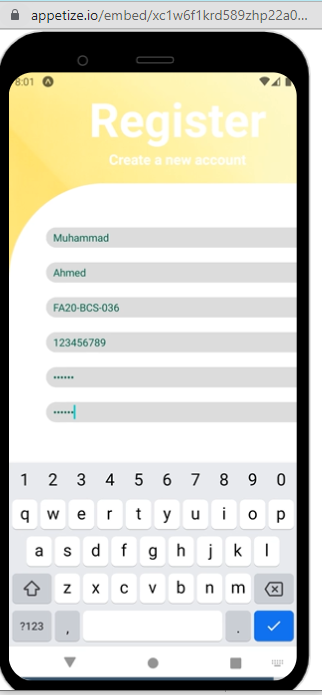 appetize.io/embed/xc1w6f1krd589zhp22a0...
8:01
Register
Create a new account
Muhammad
Ahmed
FA20-BCS-036
123456789
••••••
••••••
1 2 3 4 5 6 7 8 9 0
q w e r t y u i o p
a s d f g h j k l
z x c v b n m
?123 , .